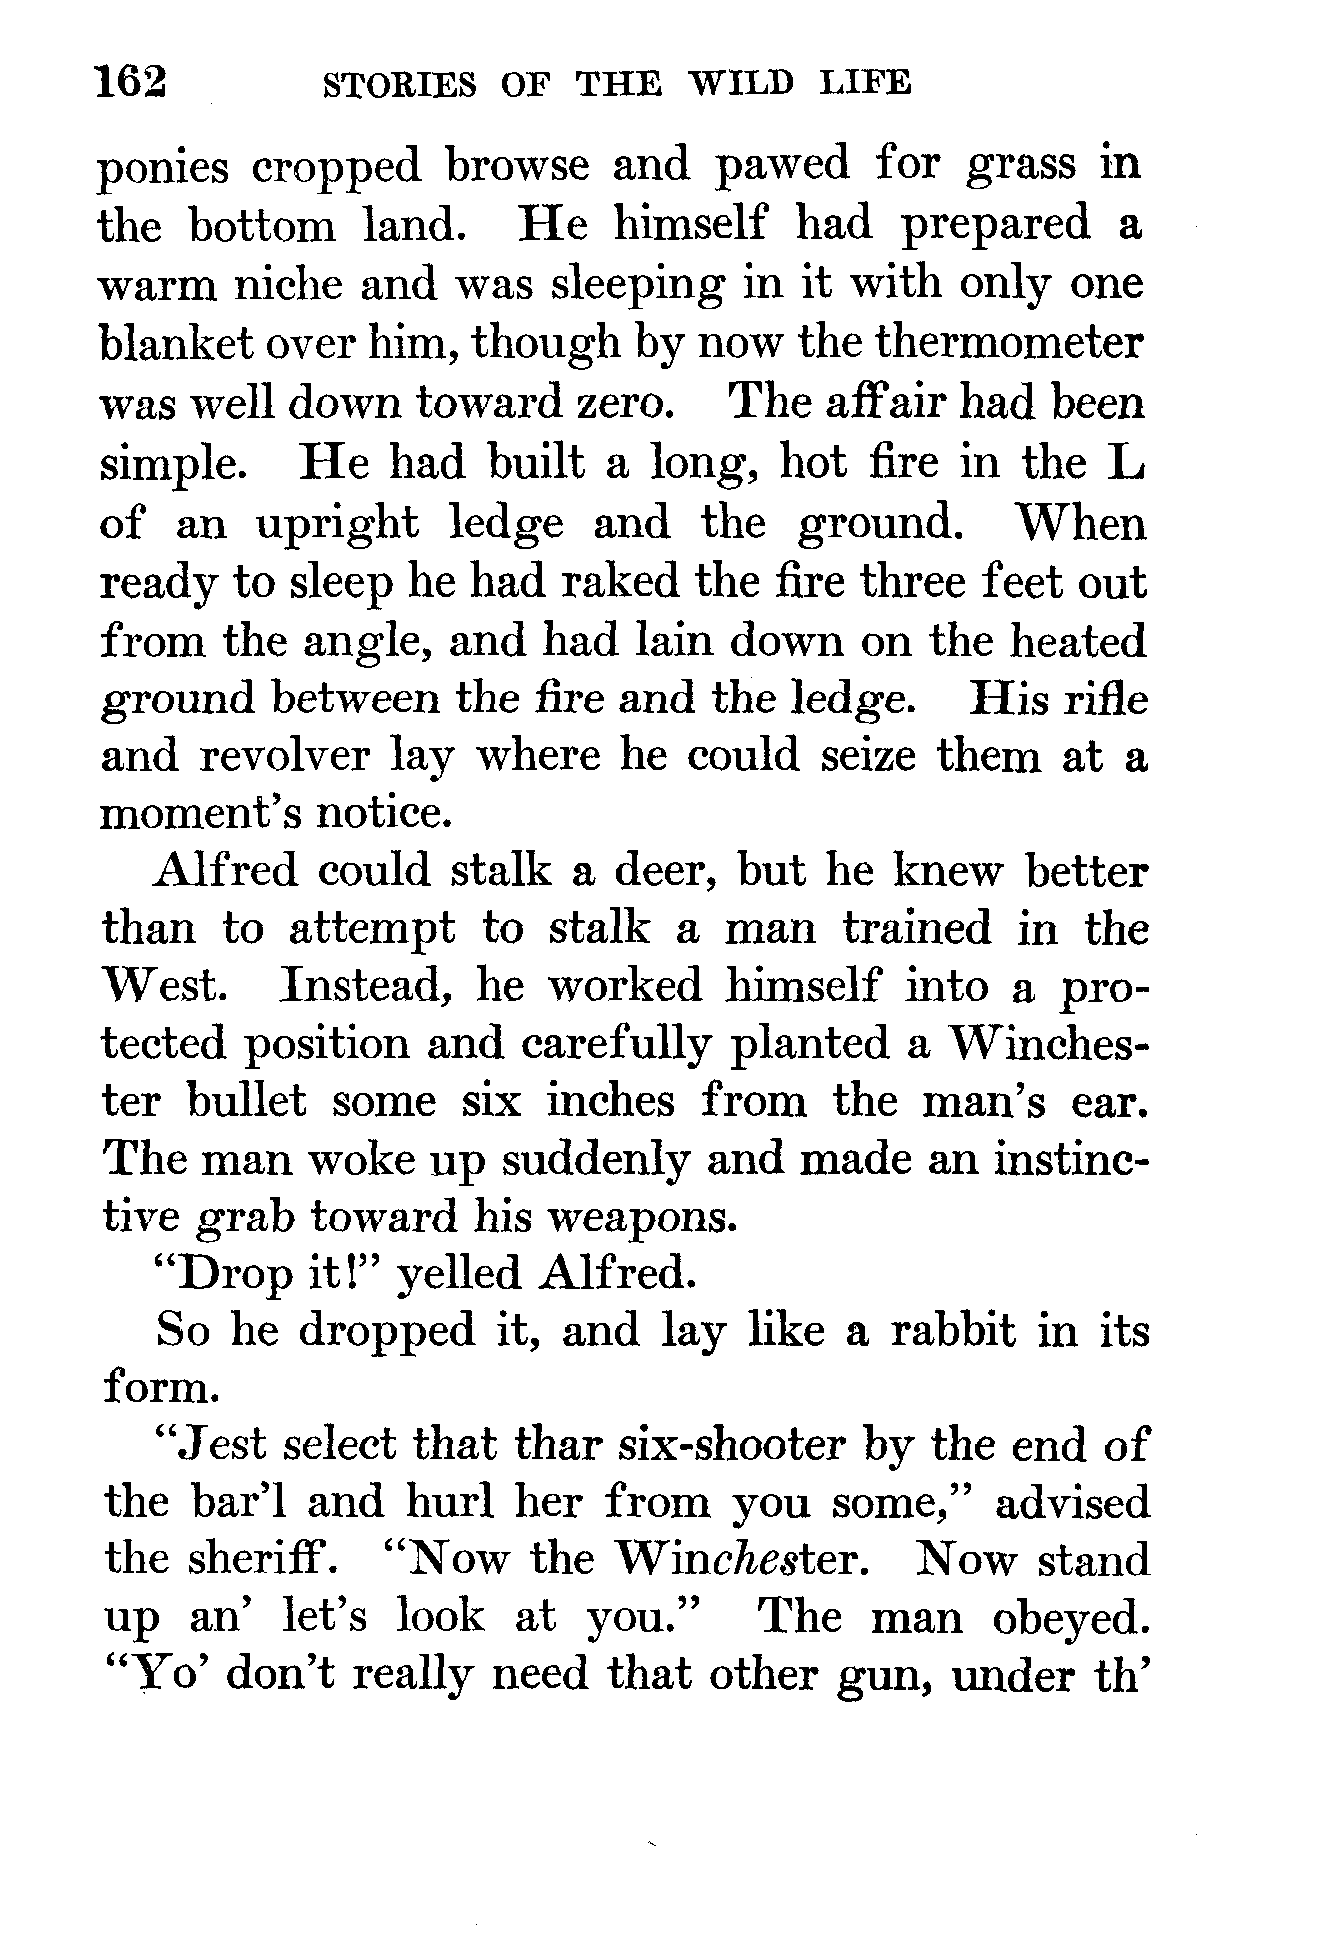 162 STORIES OF THE WILD LIFE
ponies cropped browse and pawed for grass in
the bottom land. He himself had prepared a
warm niche and was sleeping in it with only one
blanket over him, though by now the thermometer
was well down toward zero. The affair had been
simple. He had built a long, hot fire in the L
of an upright ledge and the ground. When
ready to sleep he had raked the fire three feet out
from the angle, and had lain down on the heated
ground between the fire and the ledge. His rifle
and revolver lay where he could seize them at a
moment's notice.
Alfred could stalk a deer, but he knew better
than to attempt to stalk a man trained in the
West. Instead, he worked himself into a pro-
tected position and carefully planted a Winches-
ter bullet some six inches from the man's ear.
The man woke up suddenly and made an instinc-
tive grab toward his weapons.
“Drop it!” yelled Alfred.
So he dropped it, and lay like a rabbit in its
form.
“Jest select that thar six-shooter by the end of
the bar'l and hurl her from you some,” advised
the sheriff. “Now the Winchester. Now stand
up an' let's look at you.” The man obeyed.
“Yo' don't really need that other gun, under th'